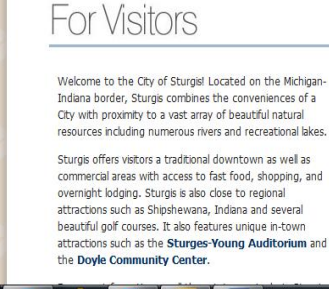 For Visitors
Welcome to the City of Sturgis! Located on the Michigan-
Indiana border, Sturgis combines the conveniences of a
City with proximity to a vast array of beautiful natural
resources including numerous rivers and recreational lakes.
Sturgis offers visitors a traditional downtown as well as
commercial areas with access to fast food, shopping, and
overnight lodging. Sturgis is also close to regional
attractions such as Shipshewana, Indiana and several
beautiful golf courses. It also features unique in-town
attractions such as the Sturges-Young Auditorium and
the Doyle Community Center.